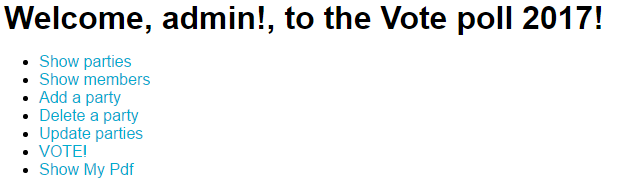 Welcome, admin!, to the Vote poll 2017!
Show parties
Show members
Add a party
Delete a party
Update parties
VOTE!
Show My Pdf